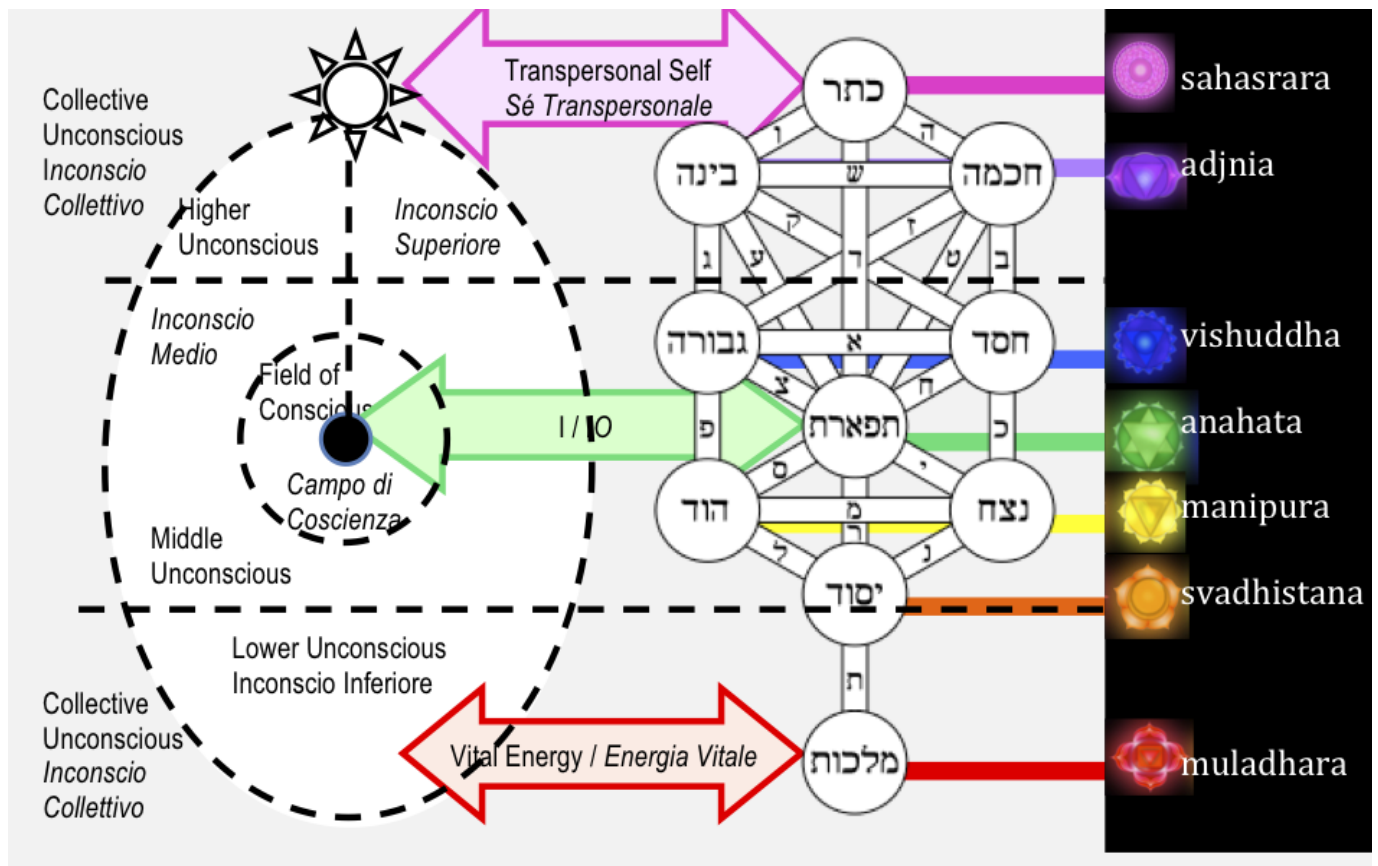 Collective
Unconscious
Inconscio
Collettivo
Higher
Unconscious
Inconscio
Superiore
Inconscio
Medio
Field of
Conscious
Campo di
Coscienza
Middle
Unconscious
Lower Unconscious
Inconscio Inferiore
Collective
Unconscious
Inconscio
Collettivo
Transpersonal Self
Sé Transpersonale
I / IO
Vital Energy / Energia Vitale
כתר
ו
ה
בינה
ש
חכמה
ק
ז
ג
ע
ד
ט
ב
גבורה
א
חסד
צ
ח
פ
תפארת
כ
ס
י
הוד
מ
נצח
ר
ל
נ
יסוד
ת
מלכות
sahasrara
adjnia
vishuddha
anahata
manipura
svadhistana
muladhara